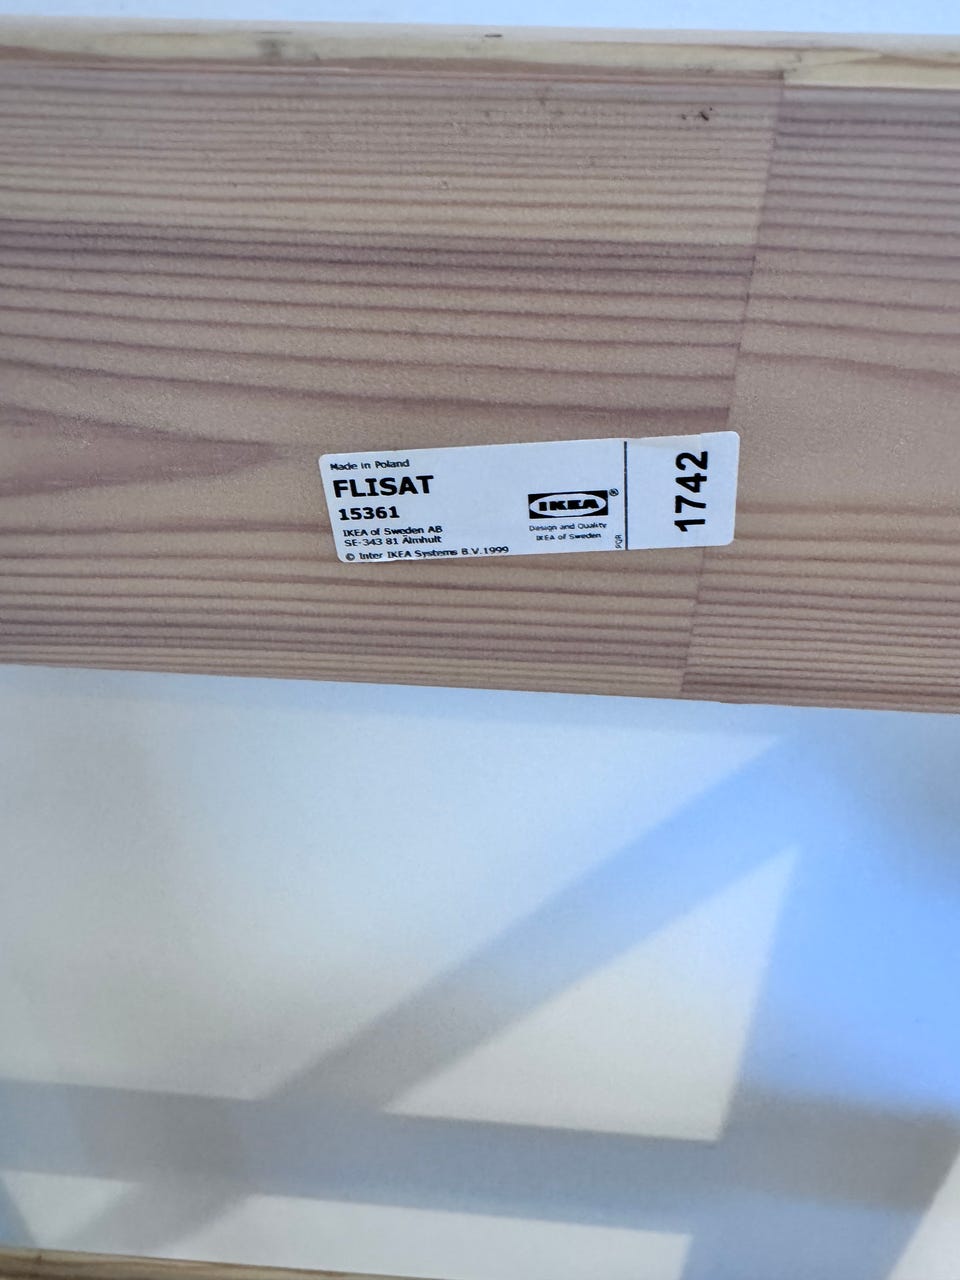 Made in Poland
FLISAT
15361
IKEA of Sweden AB
SE-343 81 Älmhult
© Inter IKEA Systems B.V. 1999
IKEA®
Design and Quality
IKEA of Sweden
PGR
1742